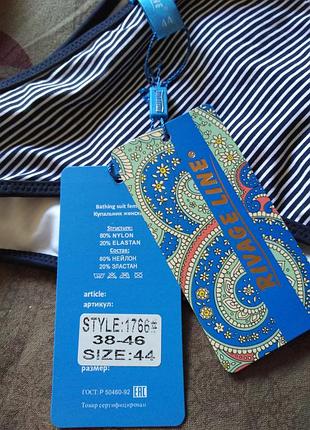 44
Bathing suit fem
Купальник женск
Structure:
80% NYLON
20% ELASTAN
Состав:
80% НЕЙЛОН
20% ЭЛАСТАН
article:
артикул:
STYLE:1766#
38-46
SIZE:44
размер:
ГОСТ: Р 50460-92 EAC
Товар сертифицирован
RIVAGE LINE®